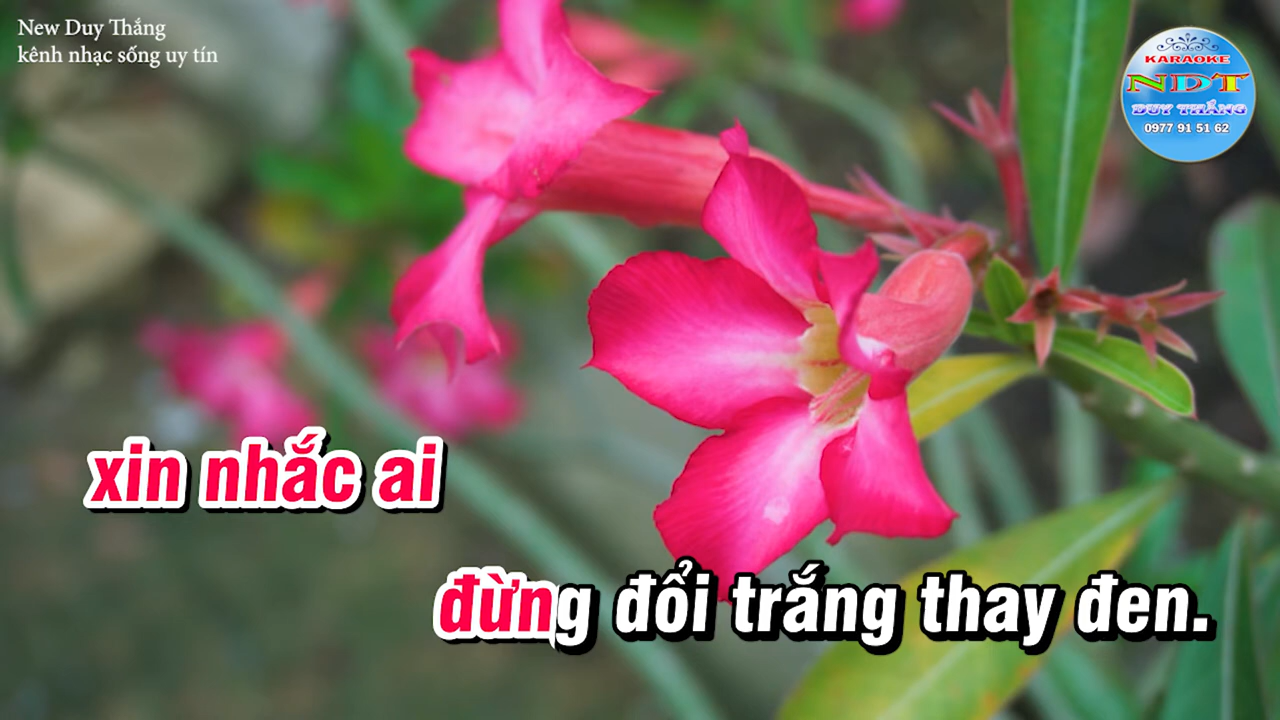 New Duy Thắng
kênh nhạc sống uy tín
KARAOKE
NDT
DUY THẮNG
0977 91 51 62
xin nhắc ai
đừng đổi trắng thay đen.